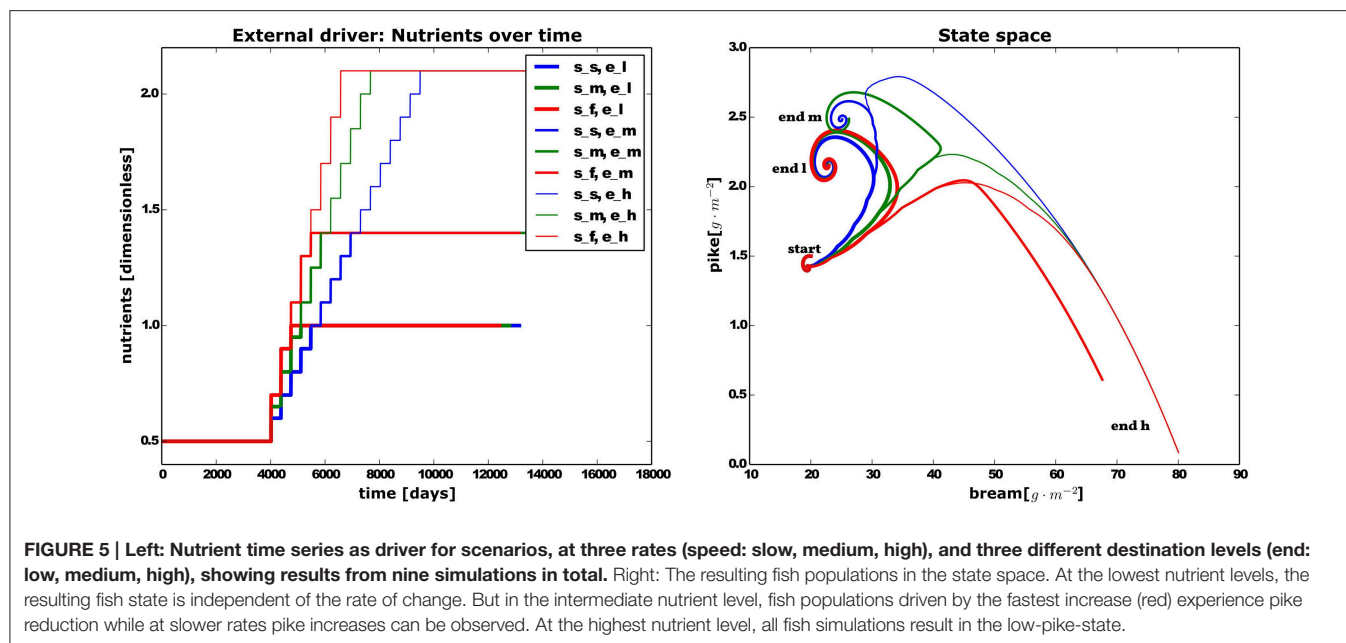 External driver: Nutrients over time
nutrients [dimensionless]
2.0
1.5
1.0
0.5
0
2000
4000
6000
8000
10000
12000
14000
16000
18000
time [days]
s_s, e_l
s_m, e_l
s_f, e_l
s_s, e_m
s_m, e_m
s_f, e_m
s_s, e_h
s_m, e_h
s_f, e_h
State space
pike[g · m⁻²]
3.0
2.5
2.0
1.5
1.0
0.5
0.0
10
20
30
40
50
60
70
80
90
bream[g · m⁻²]
end m
end l
start
end h
FIGURE 5 | Left: Nutrient time series as driver for scenarios, at three rates (speed: slow, medium, high), and three different destination levels (end:
low, medium, high), showing results from nine simulations in total. Right: The resulting fish populations in the state space. At the lowest nutrient levels, the
resulting fish state is independent of the rate of change. But in the intermediate nutrient level, fish populations driven by the fastest increase (red) experience pike
reduction while at slower rates pike increases can be observed. At the highest nutrient level, all fish simulations result in the low-pike-state.